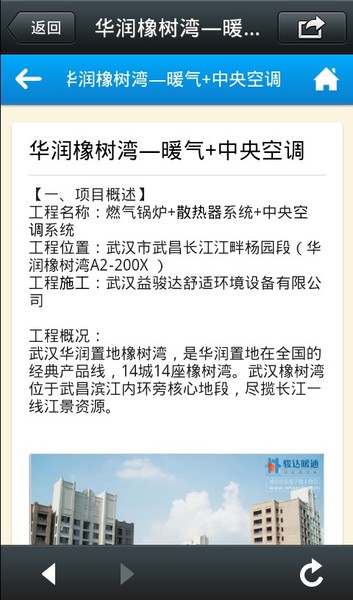 返回
华润橡树湾—暖...
华润橡树湾—暖气+中央空调
华润橡树湾—暖气+中央空调
【一、项目概述】
工程名称：燃气锅炉+散热器系统+中央空
调系统
工程位置：武汉市武昌长江江畔杨园段（华
润橡树湾A2-200X ）
工程施工：武汉益骏达舒适环境设备有限公
司
工程概况：
武汉华润置地橡树湾，是华润置地在全国的
经典产品线，14城14座橡树湾。武汉橡树湾
位于武昌滨江内环旁核心地段，尽揽长江一
线江景资源。
骏达暖通